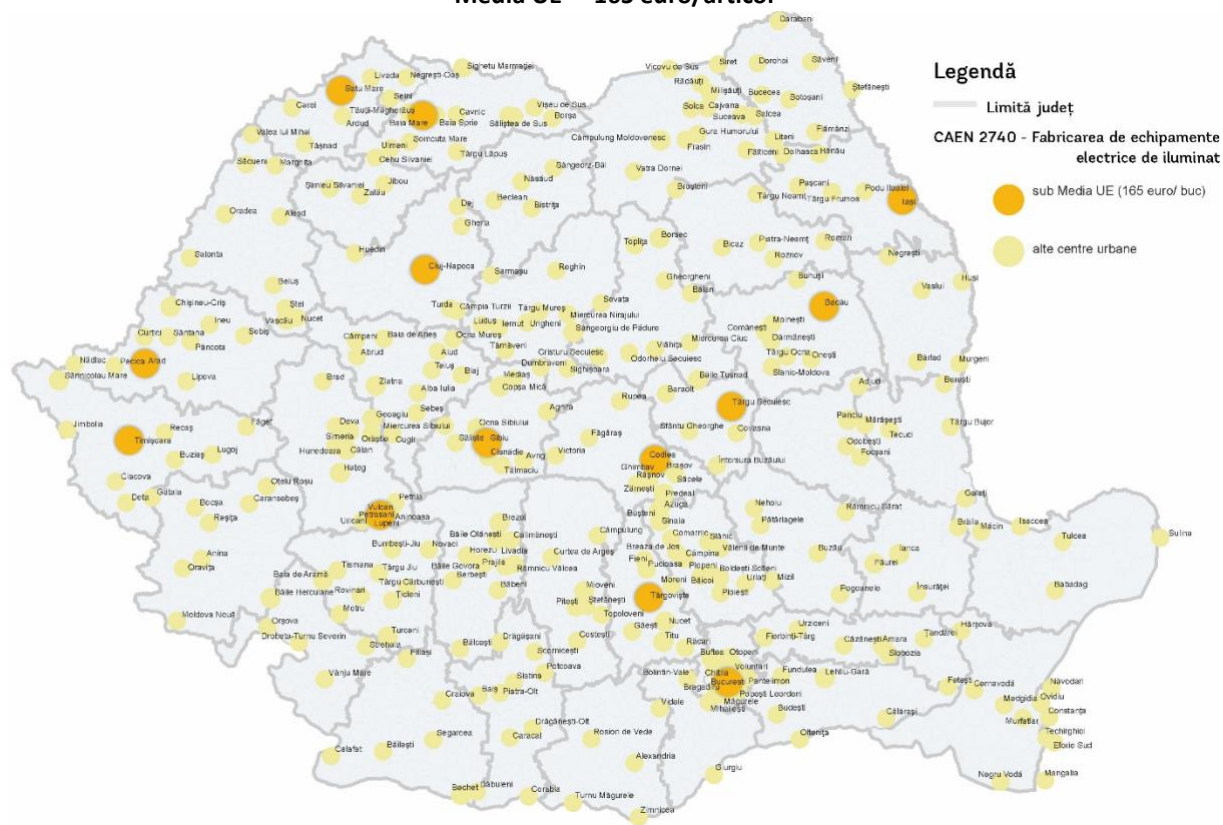 Media UE – 165 euro/articol
Legendă
Limită județ
CAEN 2740 - Fabricarea de echipamente
electrice de iluminat
sub Media UE (165 euro/ buc)
alte centre urbane
Darabani
Sighetu Marmației
Vicovu de Sus
Siret
Dorohoi
Săveni
Livada
Negrești-Oaș
Rădăuți
Ștefănești
Satu Mare
Seini
Milișăuți
Bucecea
Botoșani
Carei
Tăuții-Măgherăuș
Cavnic
Vișeu de Sus
Borșa
Solca
Cajvana
Suceava
Salcea
Ardud
Baia Mare
Baia Sprie
Săliștea de Sus
Gura Humorului
Liteni
Flămânzi
Valea lui Mihai
Tășnad
Ulmeni
Șomcuta Mare
Câmpulung Moldovenesc
Frasin
Fălticeni
Dolhasca
Hârlău
Săcueni
Marghita
Cehu Silvaniei
Târgu Lăpuș
Sângeorz-Băi
Vatra Dornei
Șimleu Silvaniei
Jibou
Năsăud
Broșteni
Pașcani
Podu Iloaiei
Zalău
Beclean
Târgu Neamț
Târgu Frumos
Iași
Oradea
Aleșd
Dej
Bistrița
Gherla
Borsec
Toplița
Bicaz
Piatra-Neamț
Roman
Huedin
Roznov
Negrești
Salonta
Cluj-Napoca
Sărmașu
Reghin
Gheorgheni
Buhuși
Huși
Beiuș
Bălan
Vaslui
Chișineu-Criș
Ștei
Sovata
Bacău
Ineu
Vașcău
Nucet
Turda
Câmpia Turzii
Târgu Mureș
Miercurea Nirajului
Moinești
Curtici
Sântana
Sebiș
Luduș
Iernut
Ungheni
Sângeorgiu de Pădure
Comănești
Câmpeni
Baia de Arieș
Ocna Mureș
Vlăhița
Miercurea Ciuc
Dărmănești
Pâncota
Abrud
Târnăveni
Cristuru Secuiesc
Odorheiu Secuiesc
Târgu Ocna
Onești
Nădlac
Pecica
Arad
Aiud
Dumbrăveni
Sighișoara
Bârlad
Murgeni
Teiuș
Blaj
Slanic-Moldova
Sânnicolau Mare
Lipova
Brad
Zlatna
Mediaș
Băile Tușnad
Adjud
Berești
Alba Iulia
Copșa Mică
Rupea
Baraolt
Târgu Secuiesc
Geoagiu
Sebeș
Agnita
Panciu
Jimbolia
Făget
Deva
Miercurea Sibiului
Ocna Sibiului
Mărășești
Târgu Bujor
Recaș
Simeria
Orăștie
Cugir
Săliște
Sibiu
Făgăraș
Sfântu Gheorghe
Covasna
Tecuci
Timișoara
Hunedoara
Călan
Cisnădie
Avrig
Victoria
Codlea
Odobești
Buziaș
Lugoj
Tălmaciu
Ghimbav
Brașov
Întorsura Buzăului
Focșani
Hațeg
Râșnov
Săcele
Ciacova
Oțelu Roșu
Zărnești
Predeal
Galați
Deta
Gătaia
Bocșa
Caransebeș
Petrila
Azuga
Nehoiu
Vulcan
Petroșani
Aninoasa
Brezoi
Bușteni
Sinaia
Pătârlagele
Râmnicu Sărat
Isaccea
Reșița
Uricani
Lupeni
Câmpulung
Brăila
Măcin
Tulcea
Sulina
Băile Olănești
Călimănești
Comarnic
Slănic
Bumbești-Jiu
Novaci
Horezu
Curtea de Argeș
Breaza de Jos
Câmpina
Vălenii de Munte
Buzău
Ianca
Anina
Tismana
Băile Govora
Râmnicu Vâlcea
Fieni
Pucioasa
Plopeni
Boldești Scăeni
Făurei
Oravița
Baia de Aramă
Târgu Jiu
Berbești
Moreni
Băicoi
Urlați
Mizil
Târgu Cărbunești
Băbeni
Mioveni
Pogoanele
Însurăței
Babadag
Băile Herculane
Rovinari
Țicleni
Pitești
Ștefănești
Târgoviște
Ploiești
Moldova Nouă
Motru
Topoloveni
Orșova
Turceni
Drăgășani
Costești
Găești
Nucet
Urziceni
Țăndărei
Hârșova
Drobeta-Turnu Severin
Strehaia
Bălcești
Titu
Răcari
Fierbinți-Târg
Căzănești
Amara
Filiași
Scornicești
Buftea
Otopeni
Slobozia
Potcoava
Vânju Mare
Slatina
Bolintin-Vale
Chitila
Voluntari
Fundulea
Lehliu-Gară
Fetești
Cernavodă
Năvodari
Craiova
Balș
Piatra-Olt
București
Pantelimon
Ovidiu
Bragadiru
Popești Leordeni
Medgidia
Videle
Măgurele
Constanța
Mihăilești
Budești
Călărași
Murfatlar
Segarcea
Drăgănești-Olt
Techirghiol
Caracal
Roșiori de Vede
Oltenița
Eforie Sud
Calafat
Băilești
Alexandria
Giurgiu
Negru Vodă
Mangalia
Bechet
Dăbuleni
Corabia
Turnu Măgurele
Zimnicea